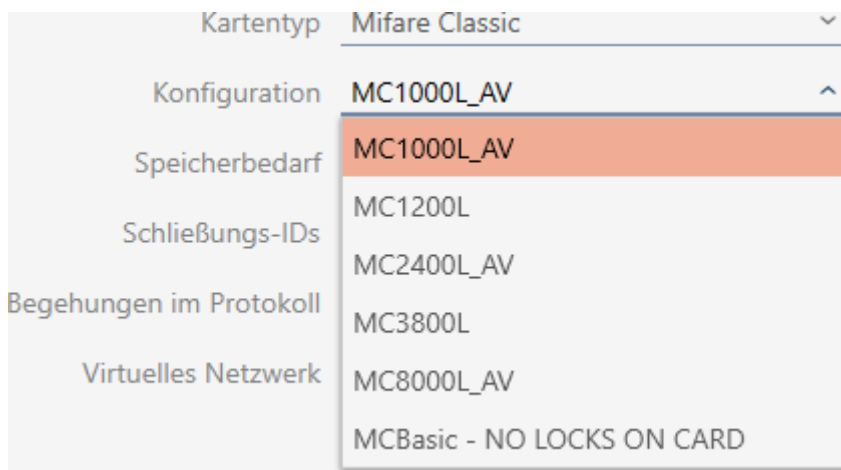 Kartentyp Mifare Classic
Konfiguration MC1000L_AV
MC1000L_AV
Speicherbedarf
MC1200L
Schließungs-IDs
MC2400L_AV
Begehungen im Protokoll
MC3800L
Virtuelles Netzwerk
MC8000L_AV
MCBasic - NO LOCKS ON CARD